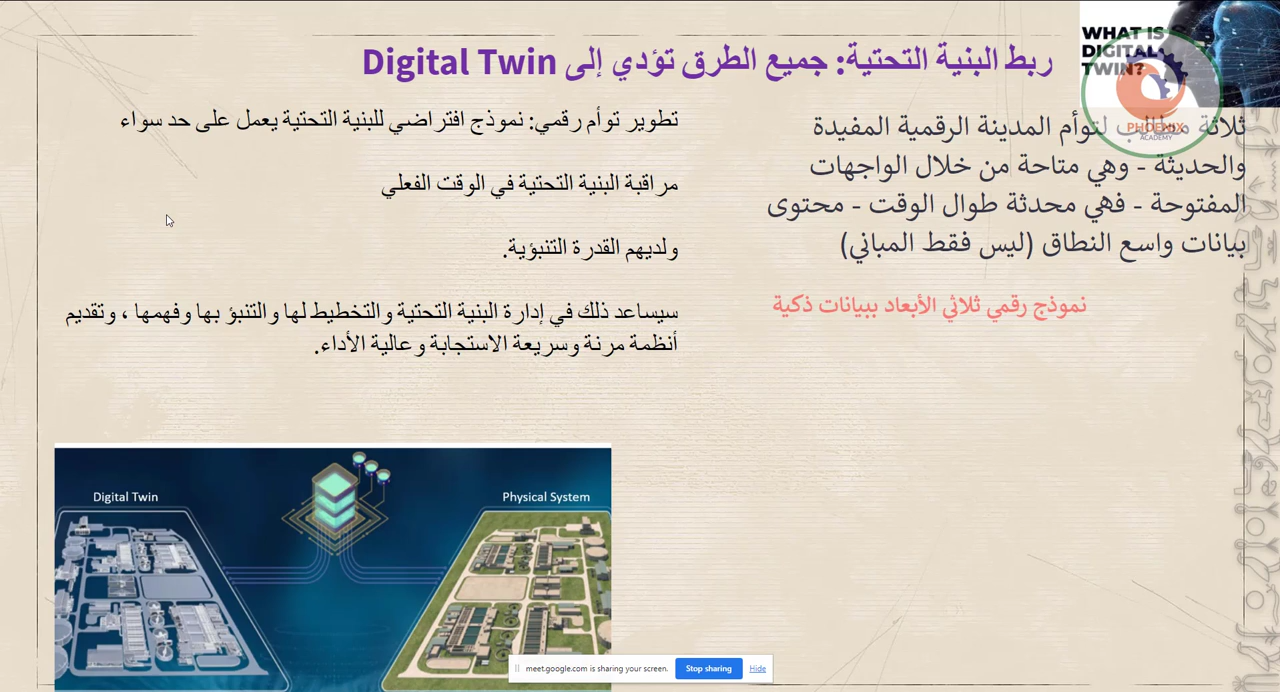 WHAT IS
DIGITAL
TWIN?
PHOENIX
ACADEMY
ربط البنية التحتية: جميع الطرق تؤدي إلى Digital Twin
ثلاثة مطالب لتوأم المدينة الرقمية المفيدة
والحديثة - وهي متاحة من خلال الواجهات
المفتوحة - فهي محدثة طوال الوقت - محتوى
بيانات واسع النطاق (ليس فقط المباني)
نموذج رقمي ثلاثي الأبعاد ببيانات ذكية
تطوير توأم رقمي: نموذج افتراضي للبنية التحتية يعمل على حد سواء
مراقبة البنية التحتية في الوقت الفعلي
ولديهم القدرة التنبؤية.
سيساعد ذلك في إدارة البنية التحتية والتخطيط لها والتنبؤ بها وفهمها ، وتقديم
أنظمة مرنة وسريعة الاستجابة وعالية الأداء.
Digital Twin
Physical System
meet.google.com is sharing your screen.
Stop sharing
Hide